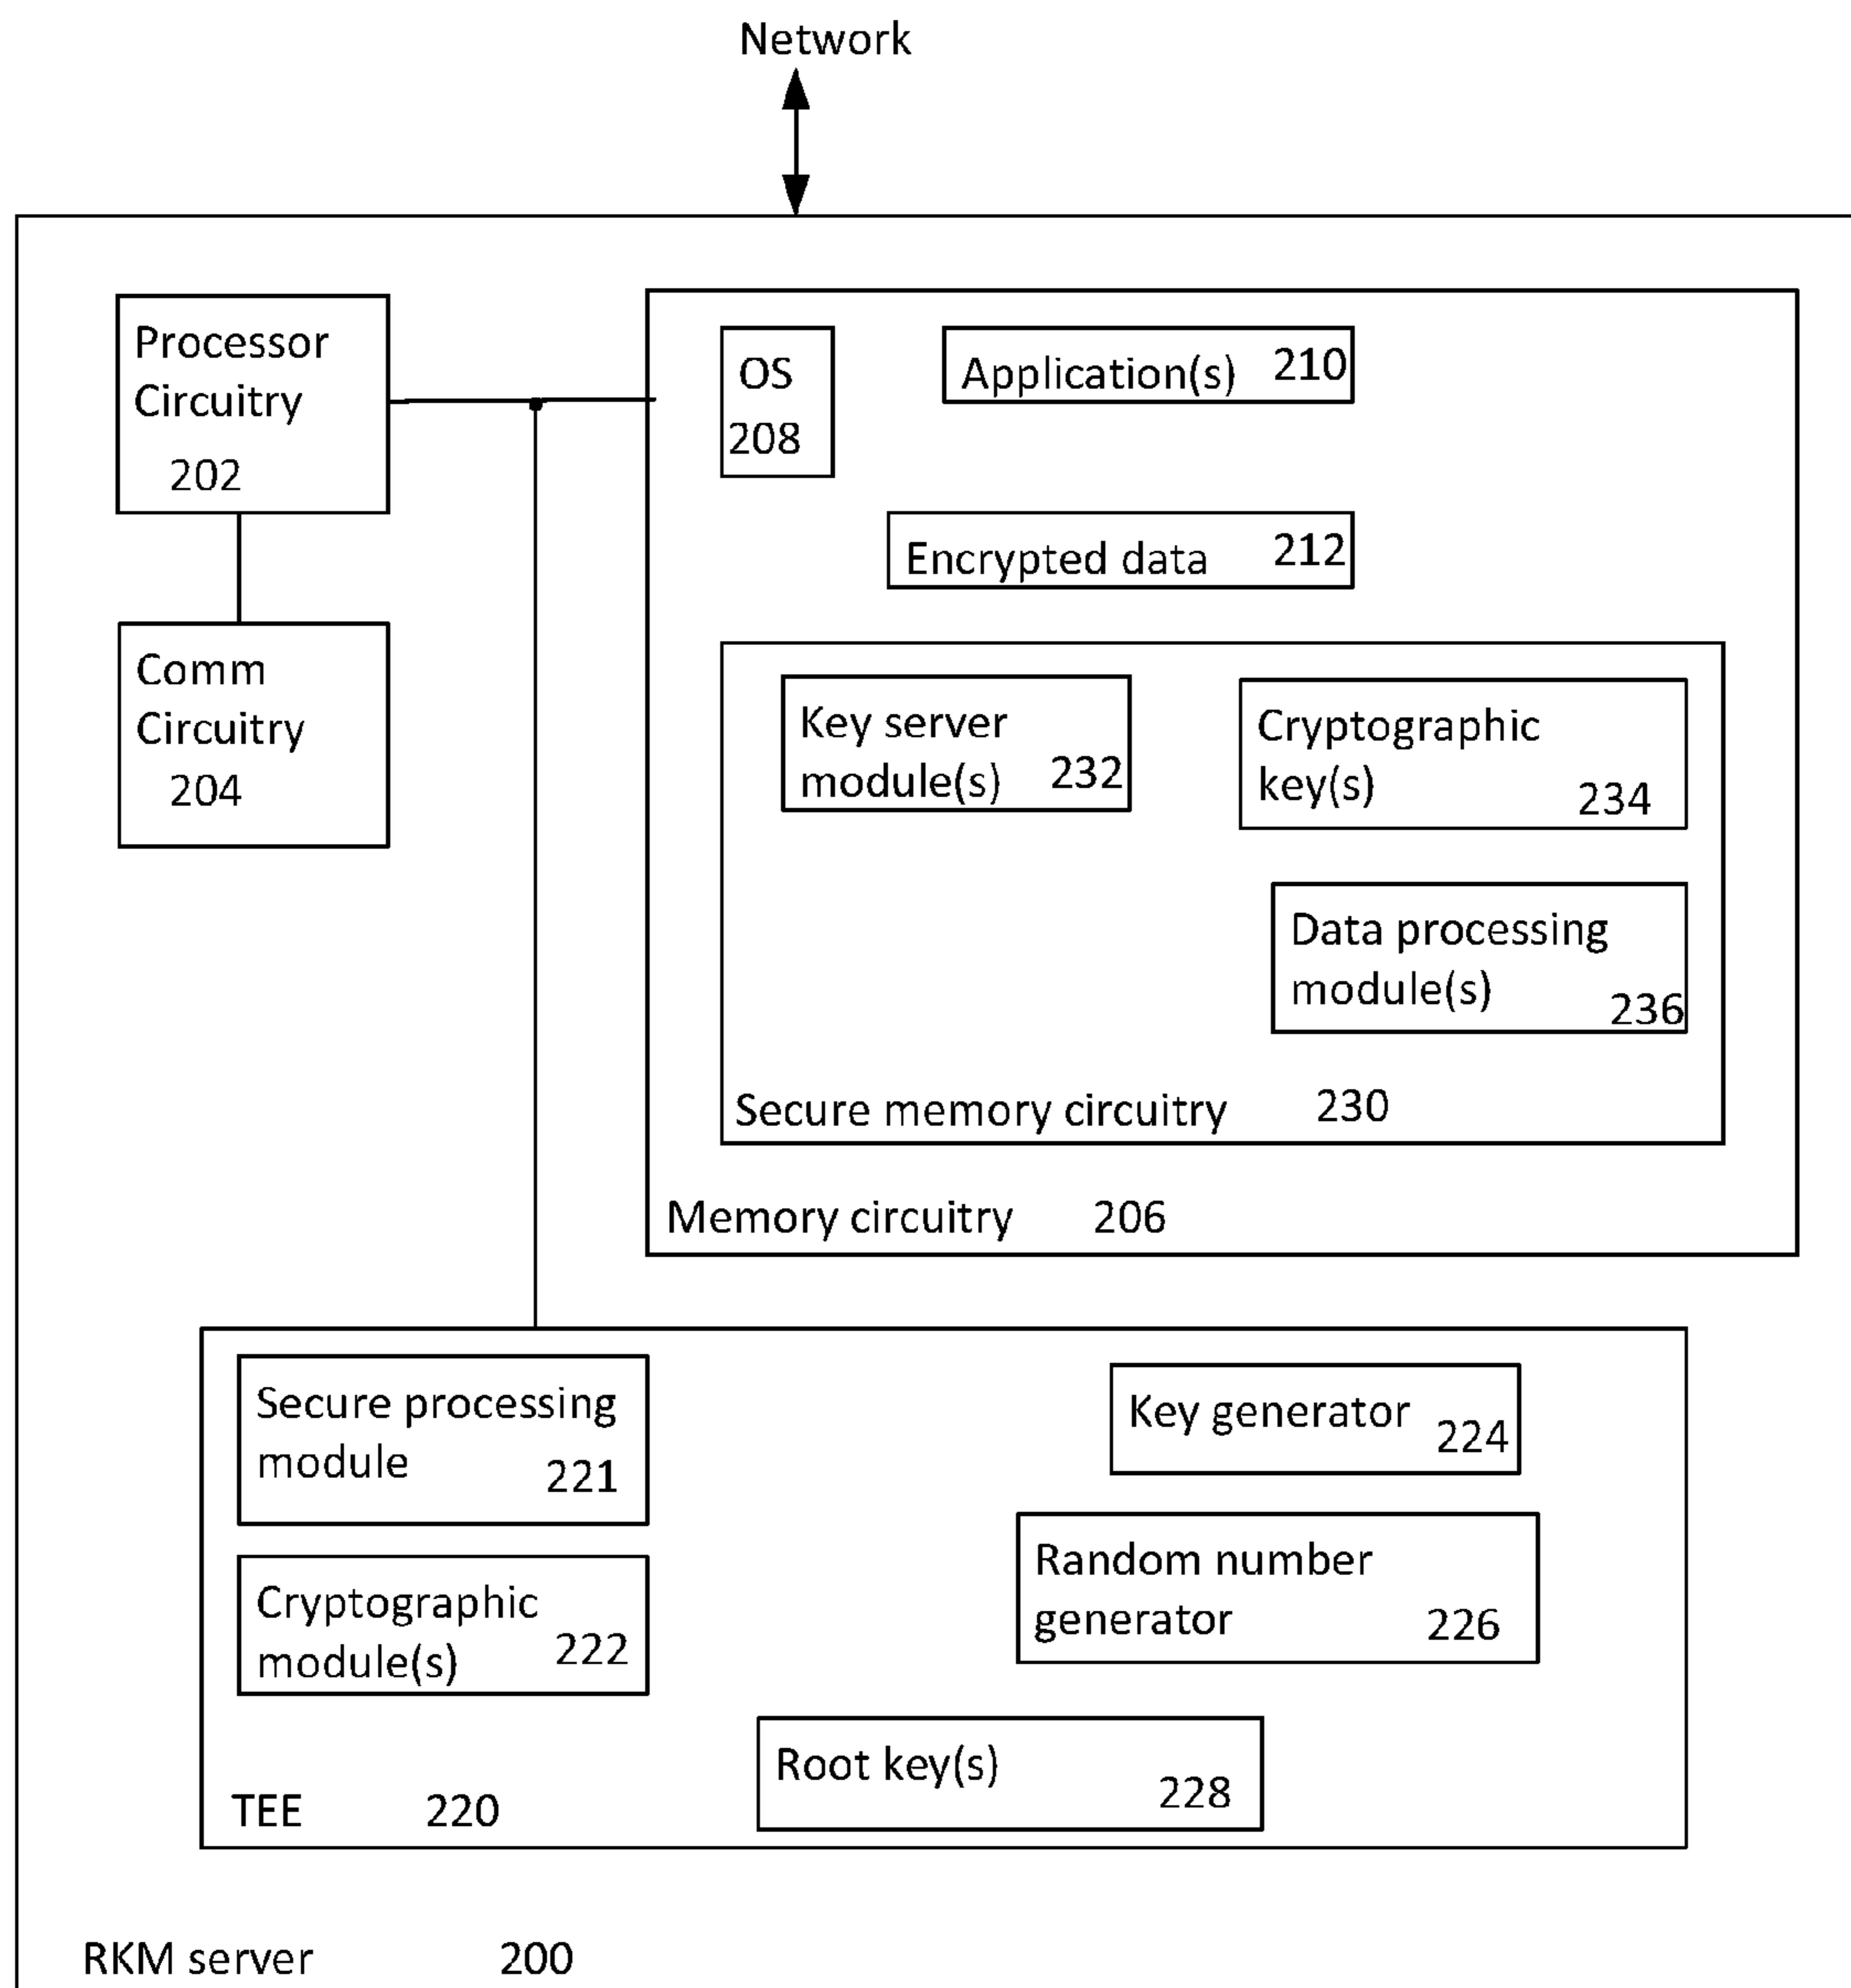 Network
Processor
Circuitry
202
Comm
Circuitry
204
OS
208
Application(s) 210
Encrypted data 212
Key server
module(s) 232
Cryptographic
key(s) 234
Data processing
module(s) 236
Secure memory circuitry 230
Memory circuitry 206
Secure processing
module 221
Cryptographic
module(s) 222
Key generator 224
Random number
generator 226
Root key(s) 228
TEE 220
RKM server 200